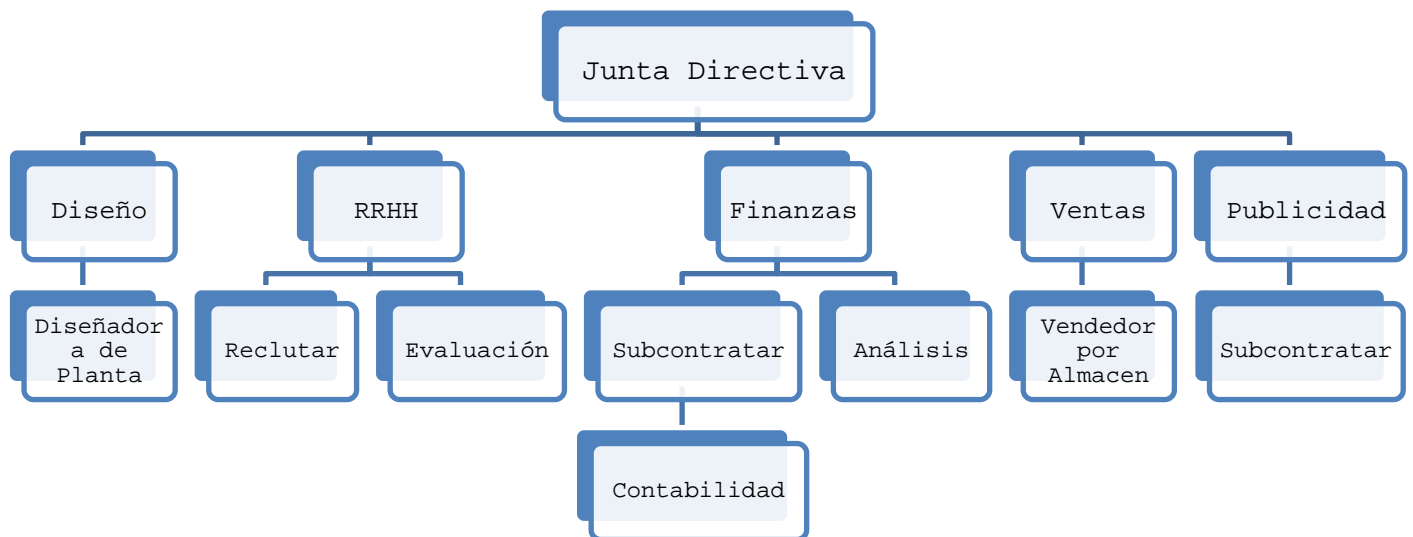 Junta Directiva
Diseño
RRHH
Finanzas
Ventas
Publicidad
Diseñador
a de
Planta
Reclutar
Evaluación
Subcontratar
Análisis
Vendedor
por
Almacen
Subcontratar
Contabilidad